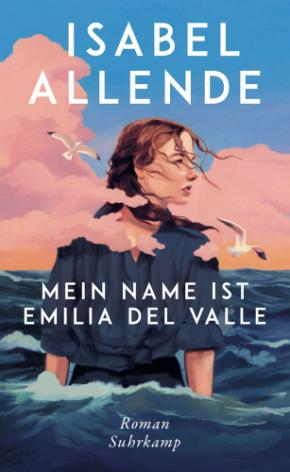 ISABEL
ALLENDE
MEIN NAME IST
EMILIA DEL VALLE
Roman
Suhrkamp